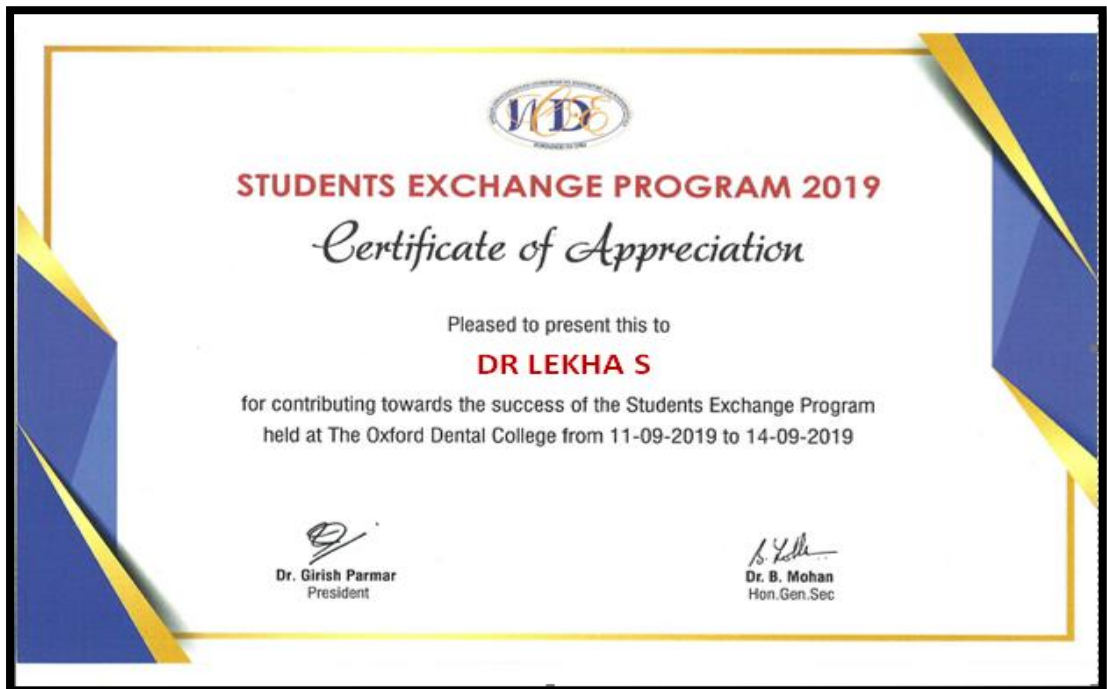 STUDENTS EXCHANGE PROGRAM 2019
Certificate of Appreciation
Pleased to present this to
DR LEKHA S
for contributing towards the success of the Students Exchange Program
held at The Oxford Dental College from 11-09-2019 to 14-09-2019
Dr. Girish Parmar
President
Dr. B. Mohan
Hon.Gen.Sec